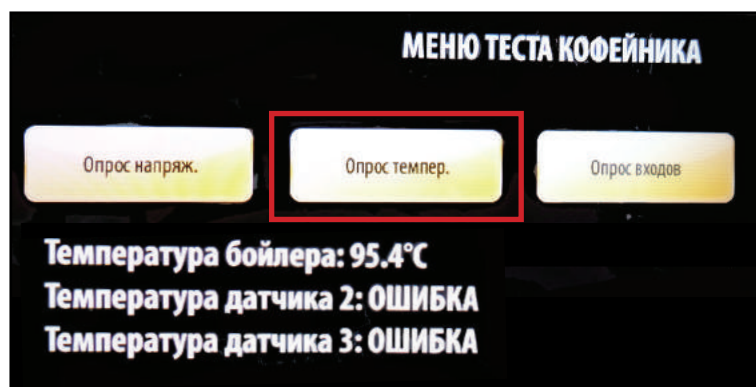 МЕНЮ ТЕСТА КОФЕЙНИКА
Опрос напряж. Опрос темпер. Опрос входов
Температура бойлера: 95.4°C
Температура датчика 2: ОШИБКА
Температура датчика 3: ОШИБКА